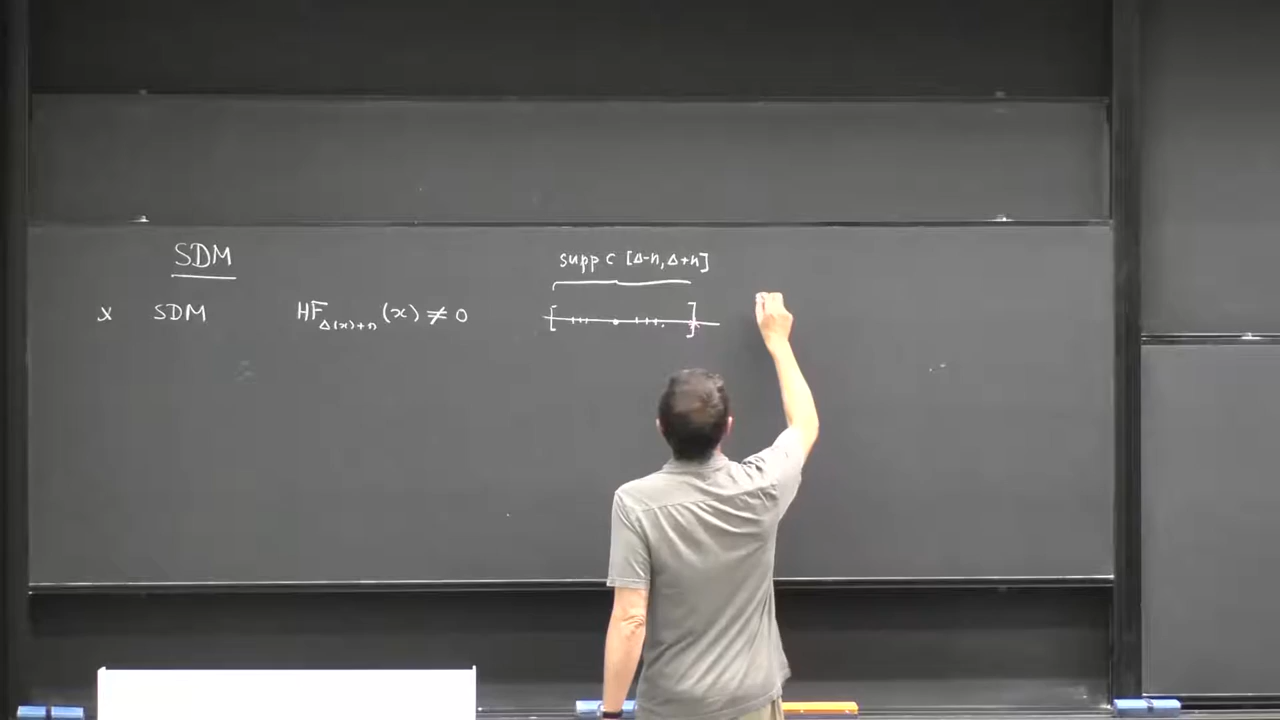 SDM
supp ⊂ [Δ-n, Δ+n]
x SDM HF_{Δ(x)+n}(x) ≠ 0